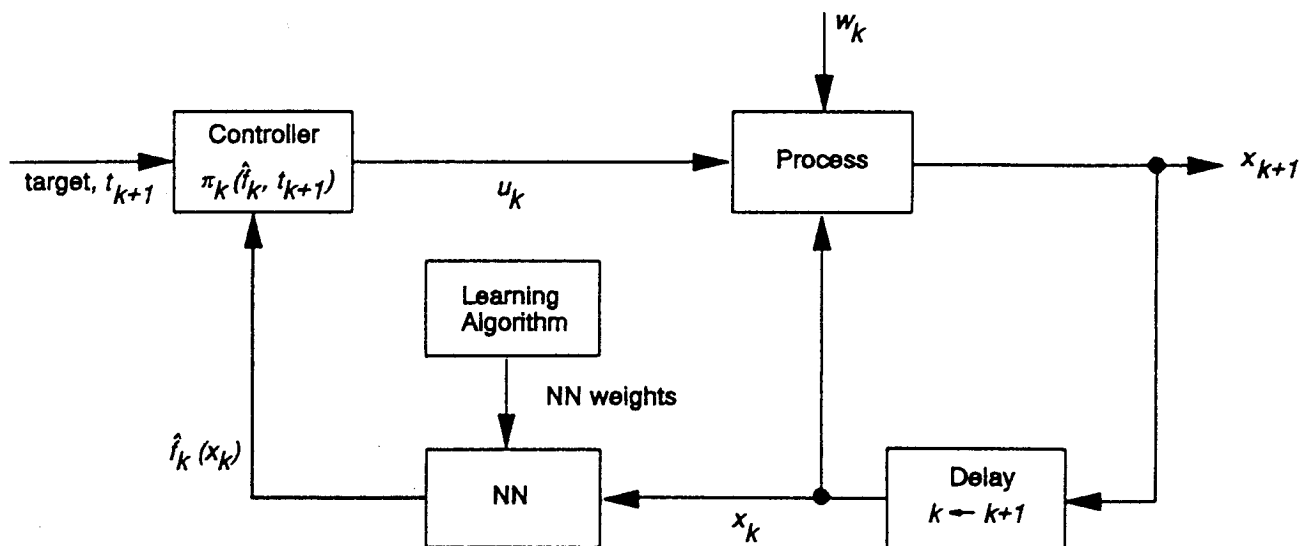 w_k
Controller
π_k (f̂_k, t_{k+1})
target, t_{k+1}
u_k
Process
x_{k+1}
Learning
Algorithm
NN weights
f̂_k (x_k)
NN
x_k
Delay
k ← k+1